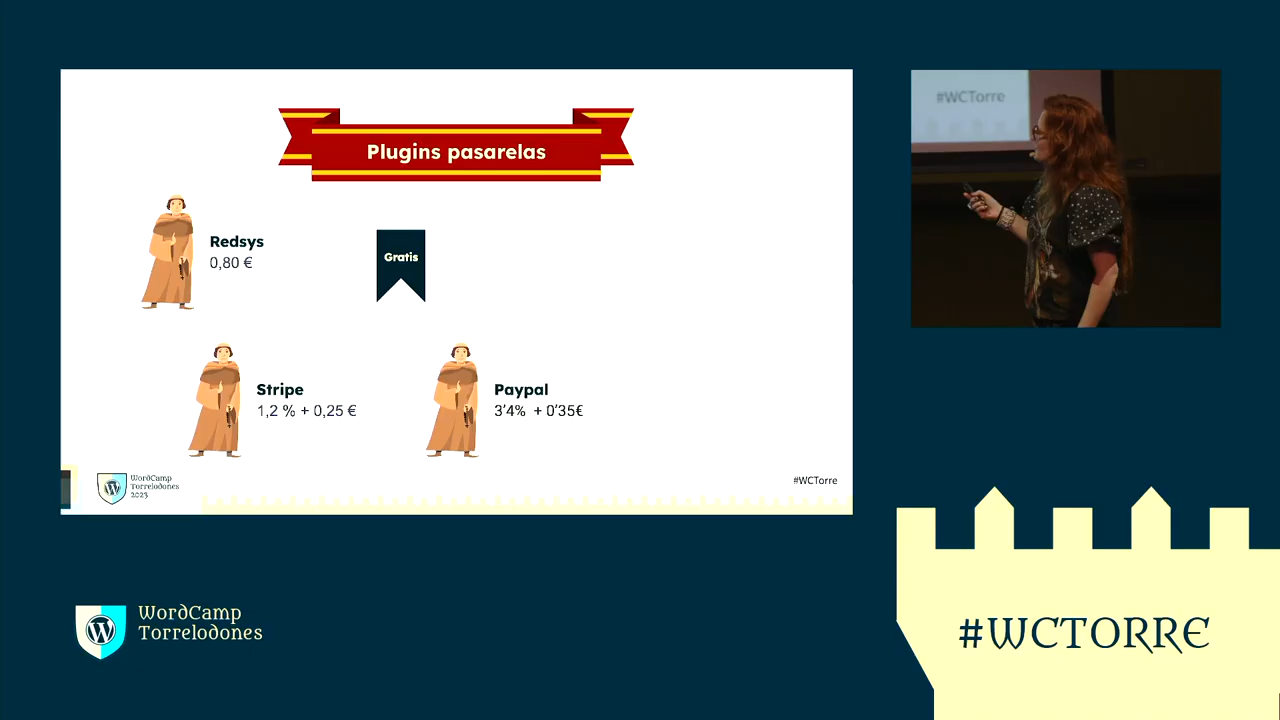 Plugins pasarelas
Redsys
0,80 €
Gratis
Stripe
1,2 % + 0,25 €
Paypal
3'4% + 0'35€
WordCamp
Torrelodones
2023
#WCTorre
#WCTorre
WordCamp
Torrelodones
#WCTORRE